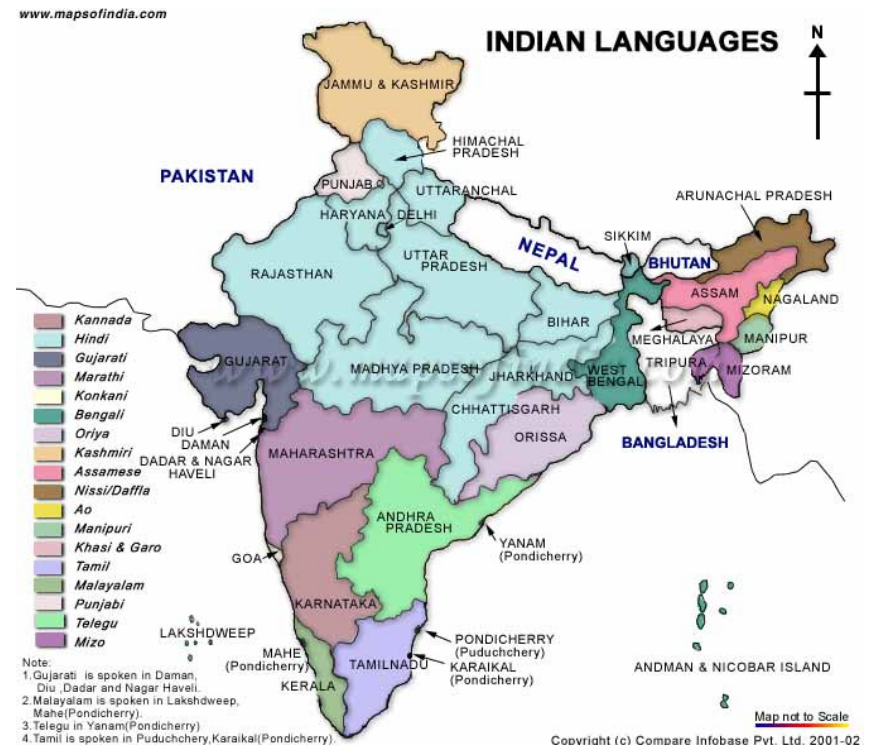 www.mapsofindia.com
INDIAN LANGUAGES
N
JAMMU & KASHMIR
HIMACHAL
PRADESH
PAKISTAN
PUNJAB
UTTARANCHAL
ARUNACHAL PRADESH
HARYANA
DELHI
NEPAL
SIKKIM
BHUTAN
RAJASTHAN
UTTAR
PRADESH
ASSAM
NAGALAND
BIHAR
MEGHALAYA
MANIPUR
GUJARAT
MADHYA PRADESH
JHARKHAND
WEST
BENGAL
TRIPURA
MIZORAM
CHHATTISGARH
DIU
DAMAN
DADAR & NAGAR
HAVELI
MAHARASHTRA
ORISSA
BANGLADESH
ANDHRA
PRADESH
YANAM
(Pondicherry)
GOA
KARNATAKA
LAKSHDWEEP
MAHE
(Pondicherry)
KERALA
TAMILNADU
PONDICHERRY
(Puduchery)
KARAIKAL
(Pondicherry)
ANDMAN & NICOBAR ISLAND
Kannada
Hindi
Gujarati
Marathi
Konkani
Bengali
Oriya
Kashmiri
Assamese
Nissi/Daffla
Ao
Manipuri
Khasi & Garo
Tamil
Malayalam
Punjabi
Telegu
Mizo
Note:
1.Gujarati is spoken in Daman,
Diu ,Dadar and Nagar Haveli.
2.Malayalam is spoken in Lakshdweep,
Mahe(Pondicherry).
3.Telegu in Yanam(Pondicherry)
4.Tamil is spoken in Puduchery,Karaikal(Pondicherry).
Map not to Scale
Copyright (c) Compare Infobase Pvt. Ltd. 2001-02